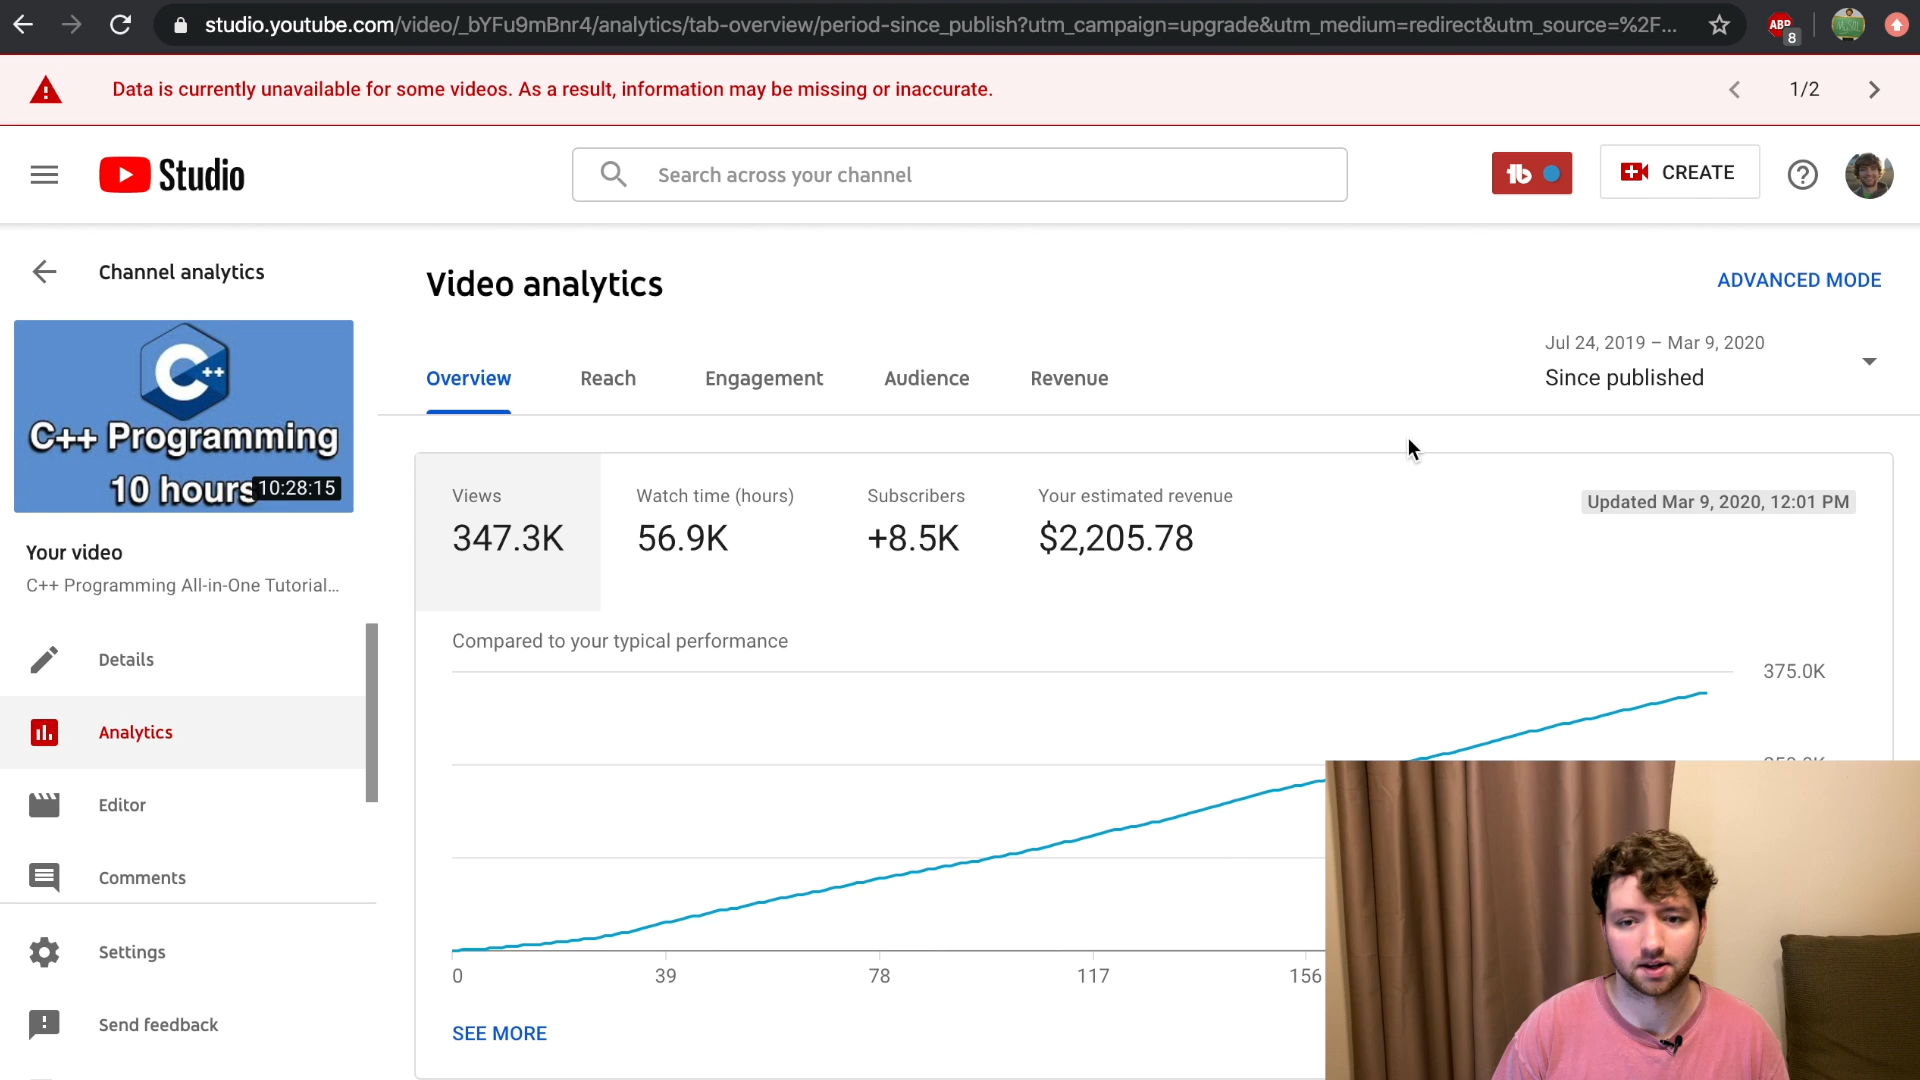 studio.youtube.com/video/_bYFu9mBnr4/analytics/tab-overview/period-since_publish?utm_campaign=upgrade&utm_medium=redirect&utm_source=%2F...
ABP
8
Data is currently unavailable for some videos. As a result, information may be missing or inaccurate.
1/2
Studio
Search across your channel
CREATE
Channel analytics
Video analytics
ADVANCED MODE
C++
C++ Programming
10 hours
10:28:15
Overview
Reach
Engagement
Audience
Revenue
Jul 24, 2019 – Mar 9, 2020
Since published
Views
347.3K
Watch time (hours)
56.9K
Subscribers
+8.5K
Your estimated revenue
$2,205.78
Updated Mar 9, 2020, 12:01 PM
Your video
C++ Programming All-in-One Tutorial...
Compared to your typical performance
375.0K
Details
Analytics
Editor
Comments
Settings
Send feedback
0
39
78
117
156
SEE MORE